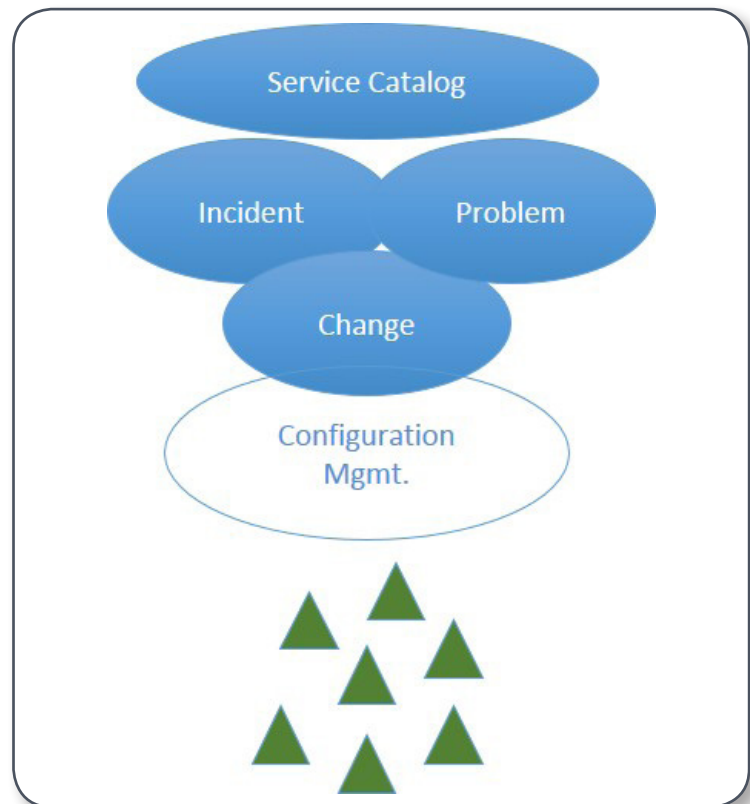 Service Catalog
Incident
Problem
Change
Configuration
Mgmt.